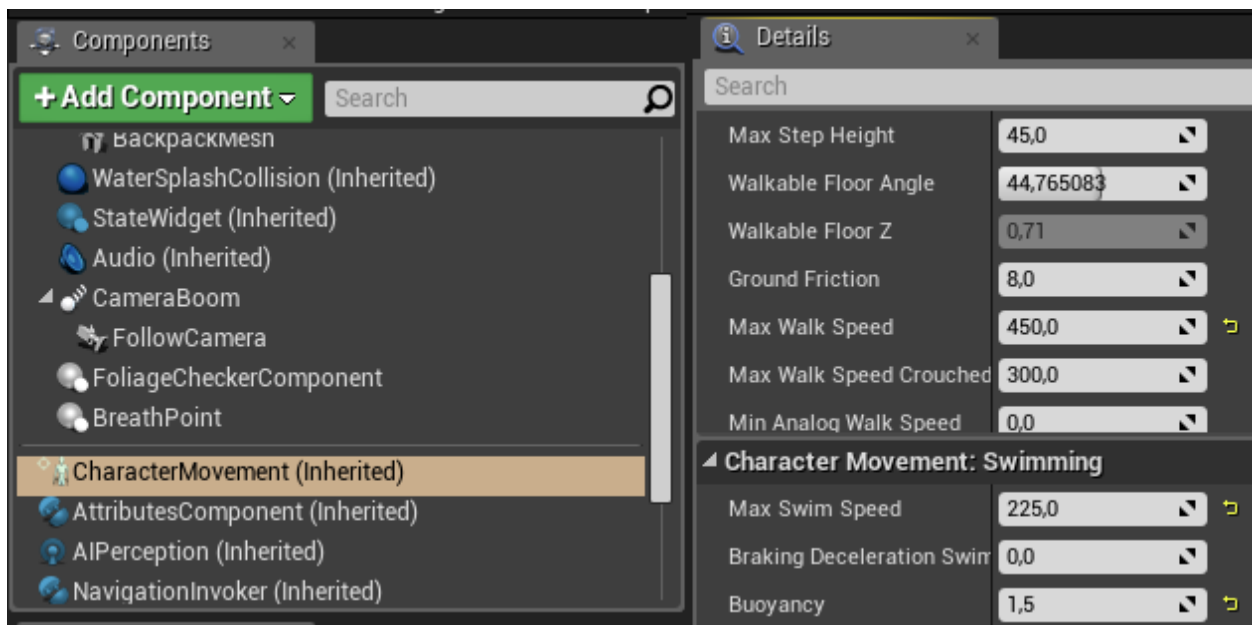 Components
+ Add Component
Search
BackpackMesh
WaterSplashCollision (Inherited)
StateWidget (Inherited)
Audio (Inherited)
CameraBoom
FollowCamera
FoliageCheckerComponent
BreathPoint
CharacterMovement (Inherited)
AttributesComponent (Inherited)
AIPerception (Inherited)
NavigationInvoker (Inherited)
Details
Search
Max Step Height 45,0
Walkable Floor Angle 44,765083
Walkable Floor Z 0,71
Ground Friction 8,0
Max Walk Speed 450,0
Max Walk Speed Crouched 300,0
Min Analog Walk Speed 0,0
Character Movement: Swimming
Max Swim Speed 225,0
Braking Deceleration Swim 0,0
Buoyancy 1,5